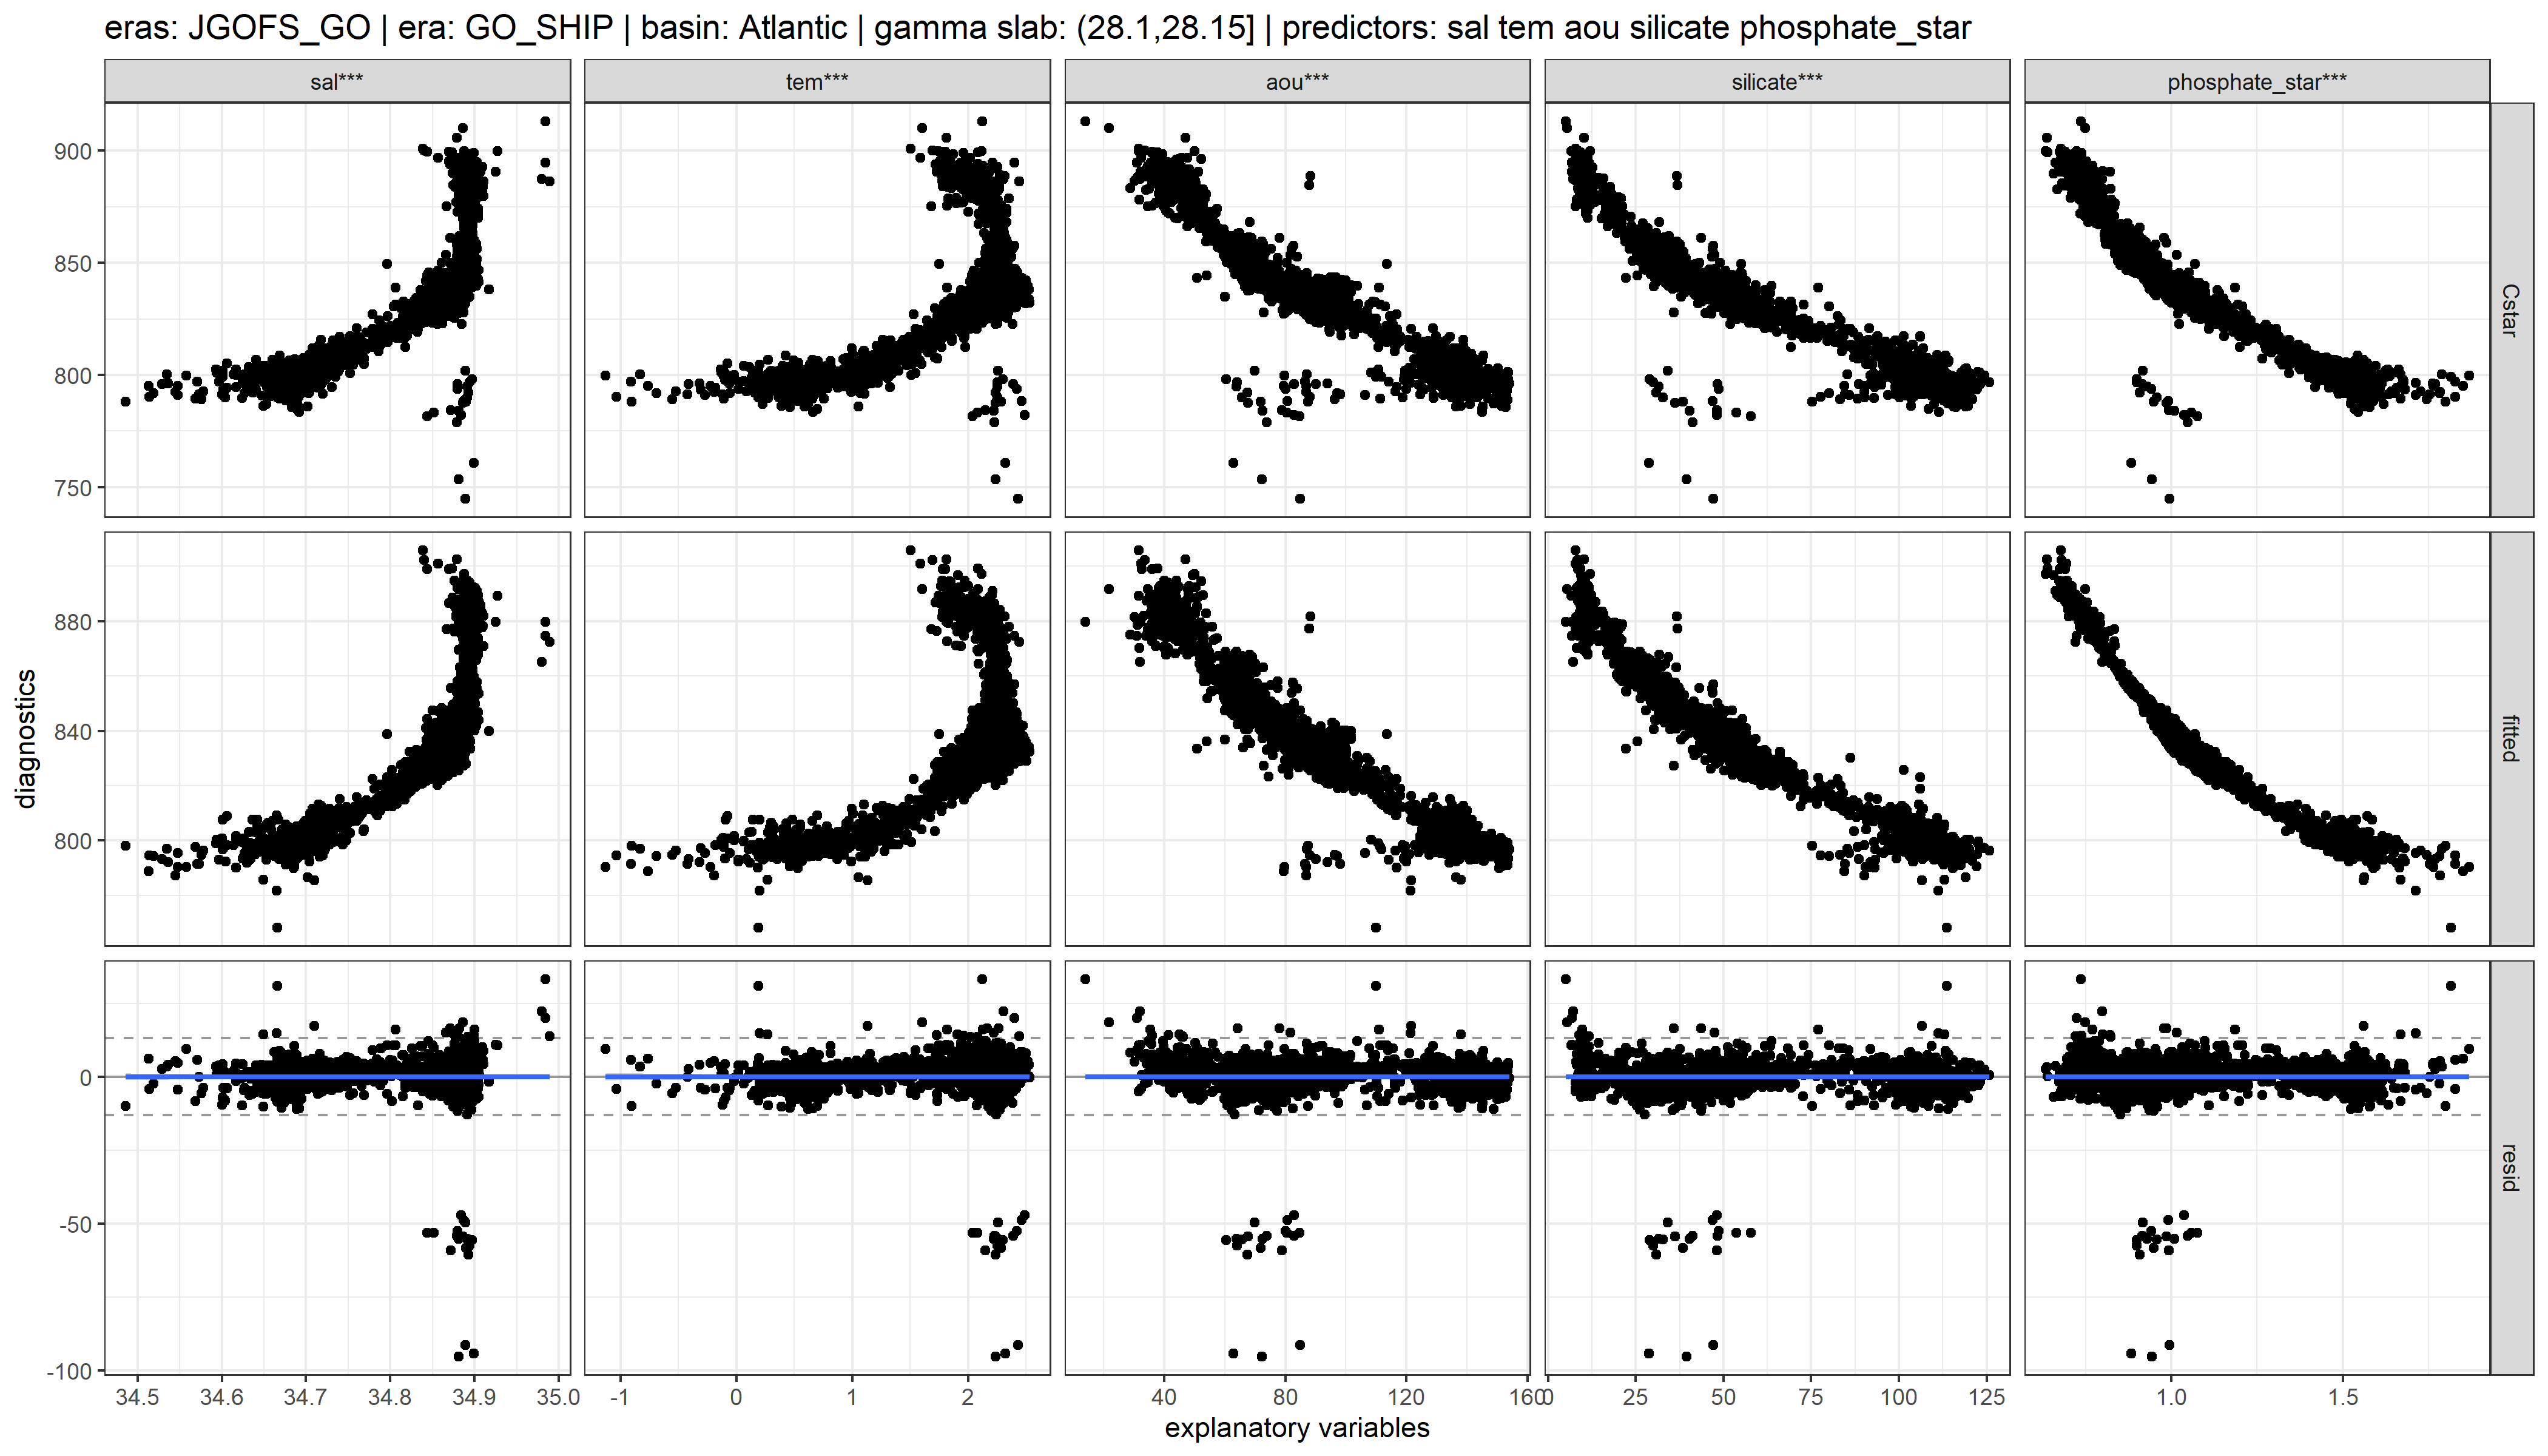 eras: JGOFS_GO | era: GO_SHIP | basin: Atlantic | gamma slab: (28.1,28.15] | predictors: sal tem aou silicate phosphate_star
sal*** tem*** aou*** silicate*** phosphate_star***
900
850
800
750
Cstar
880
840
800
fitted
0
-50
-100
resid
diagnostics
34.5 34.6 34.7 34.8 34.9 35.0 -1 0 1 2 40 80 120 160 0 25 50 75 100 125 1.0 1.5
explanatory variables